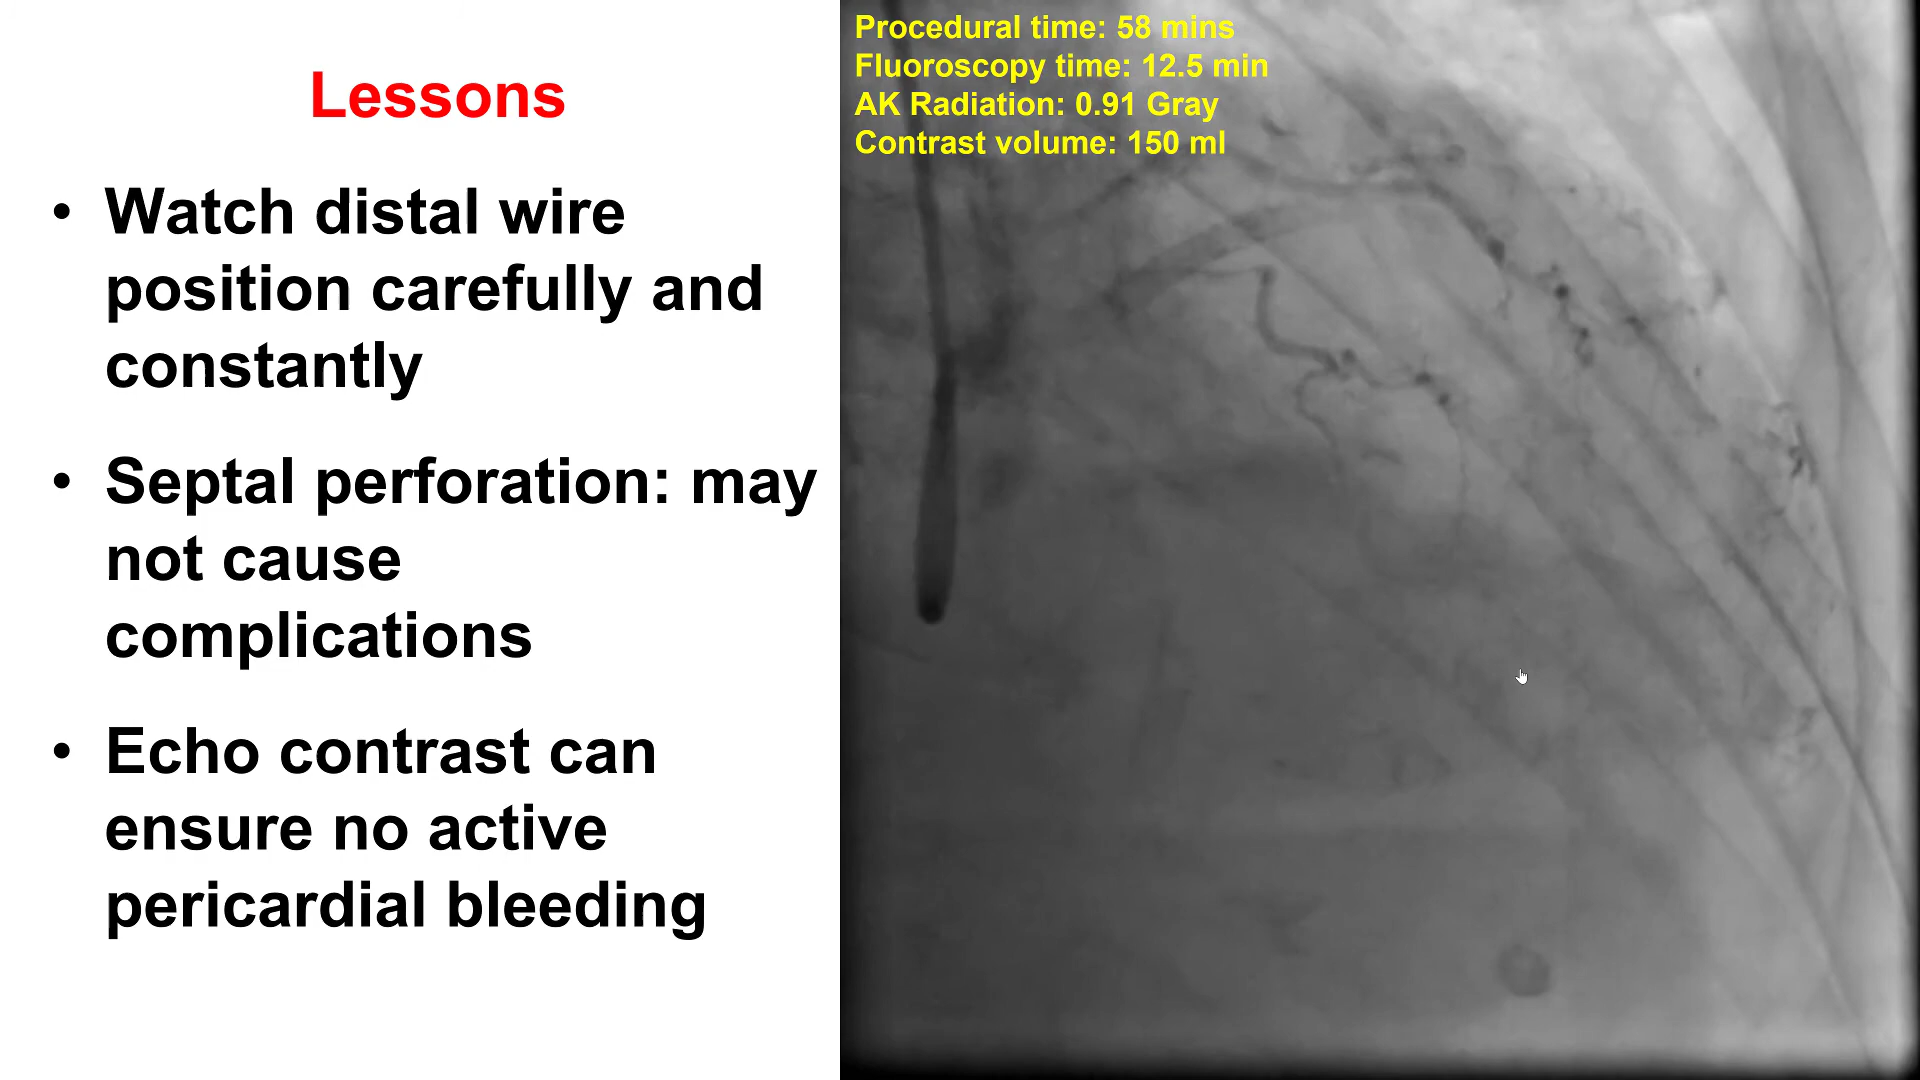 Lessons
• Watch distal wire
position carefully and
constantly
• Septal perforation: may
not cause
complications
• Echo contrast can
ensure no active
pericardial bleeding
Procedural time: 58 mins
Fluoroscopy time: 12.5 min
AK Radiation: 0.91 Gray
Contrast volume: 150 ml